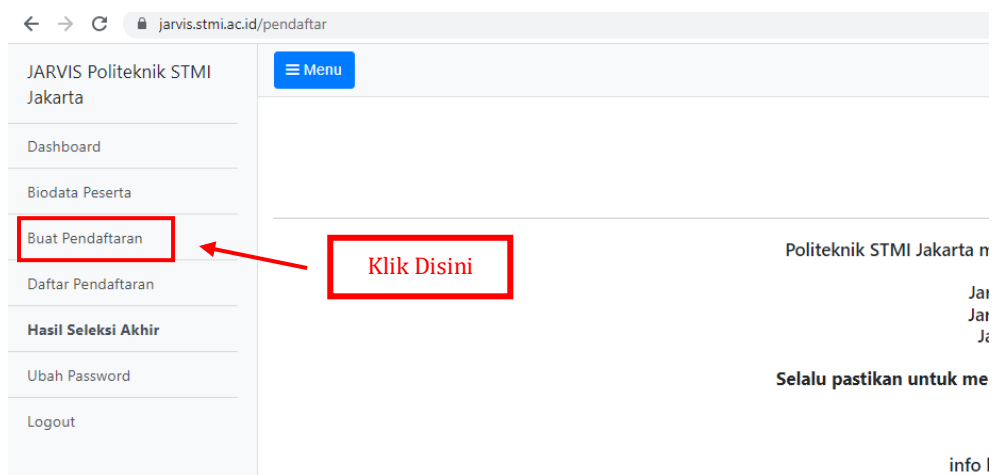 jarvis.stmi.ac.id/pendaftar
JARVIS Politeknik STMI
Jakarta
Menu
Dashboard
Biodata Peserta
Buat Pendaftaran
Klik Disini
Daftar Pendaftaran
Hasil Seleksi Akhir
Ubah Password
Logout
Politeknik STMI Jakarta
Selalu pastikan untuk
info